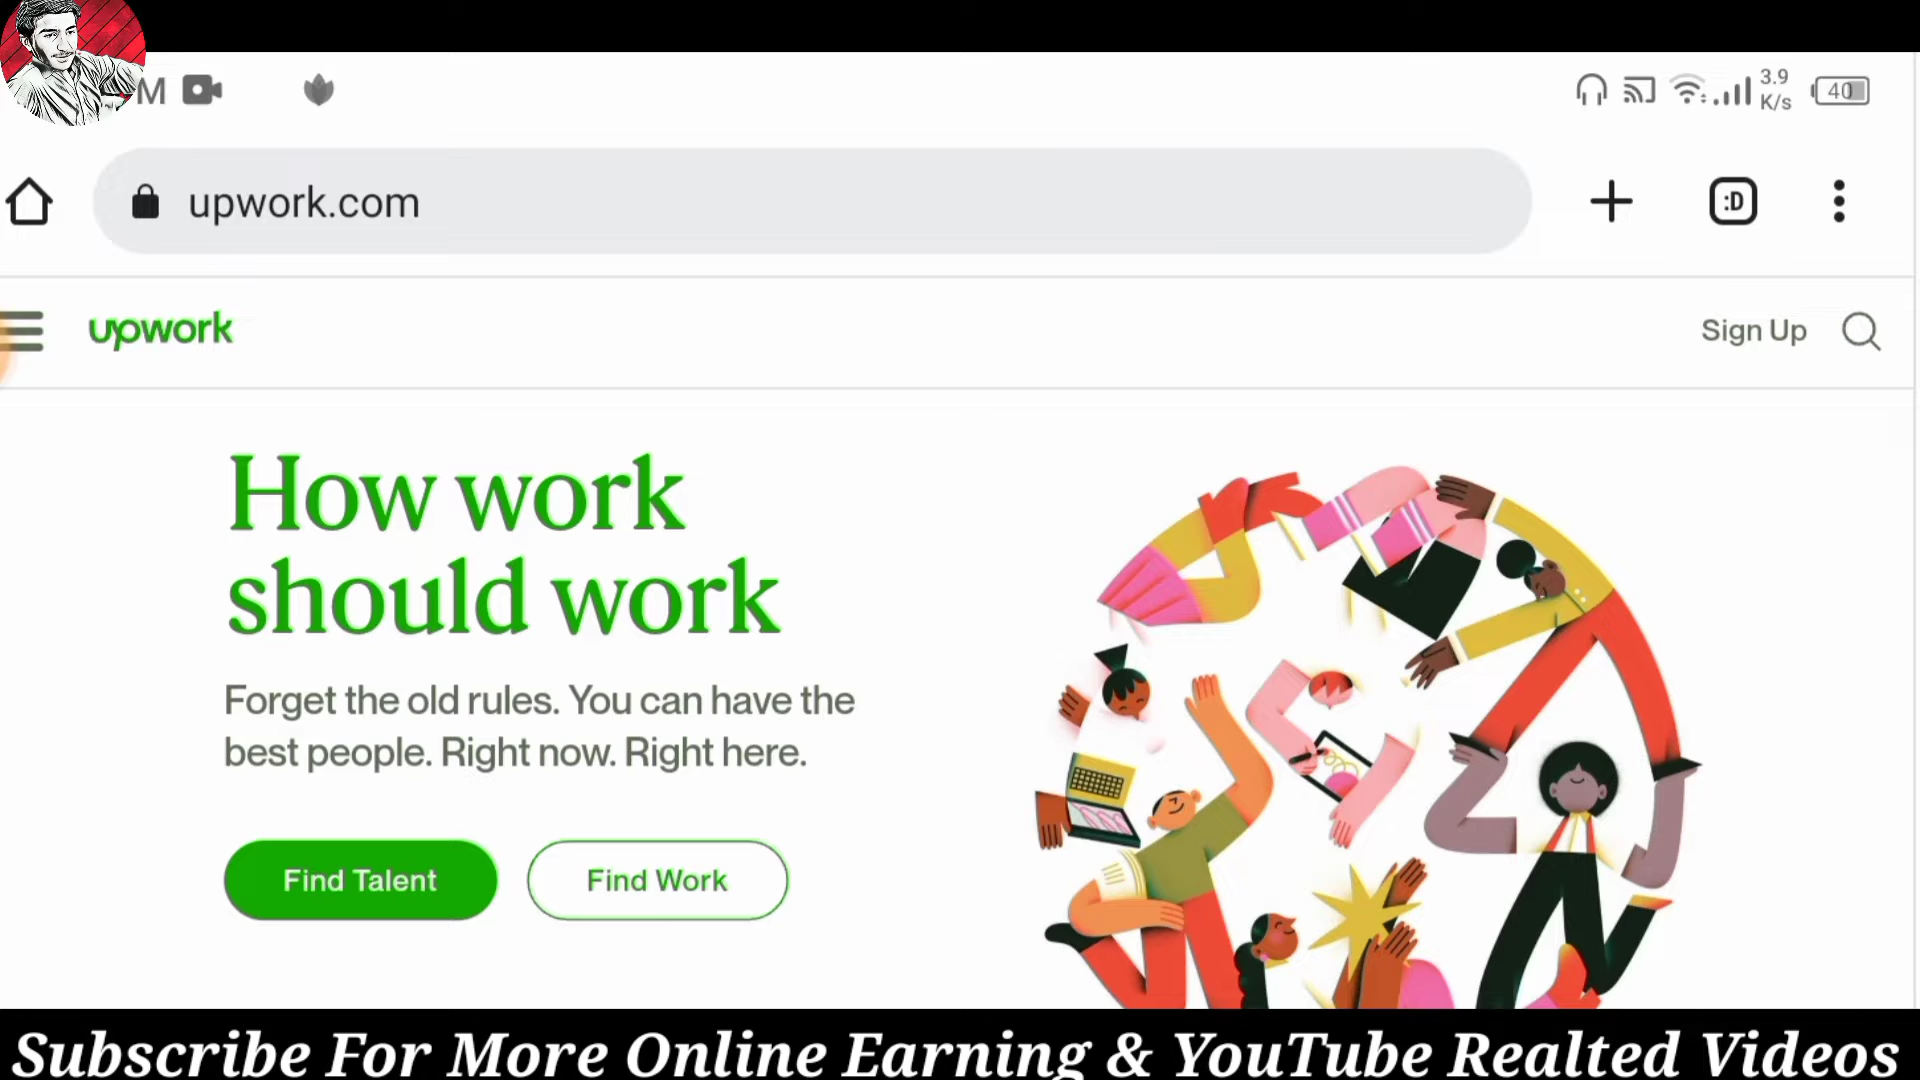 M
3.9
K/s
40
upwork.com
:D
upwork
Sign Up
How work
should work
Forget the old rules. You can have the
best people. Right now. Right here.
Find Talent
Find Work
Subscribe For More Online Earning & YouTube Realted Videos